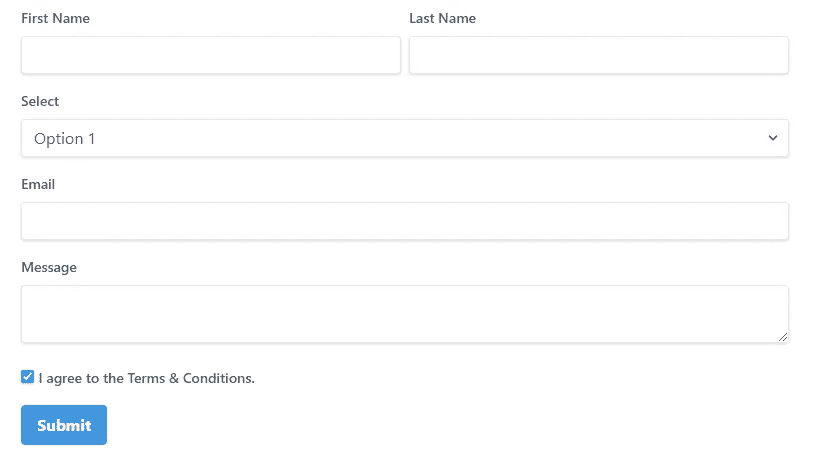 First Name Last Name
Select
Option 1
Email
Message
I agree to the Terms & Conditions.
Submit